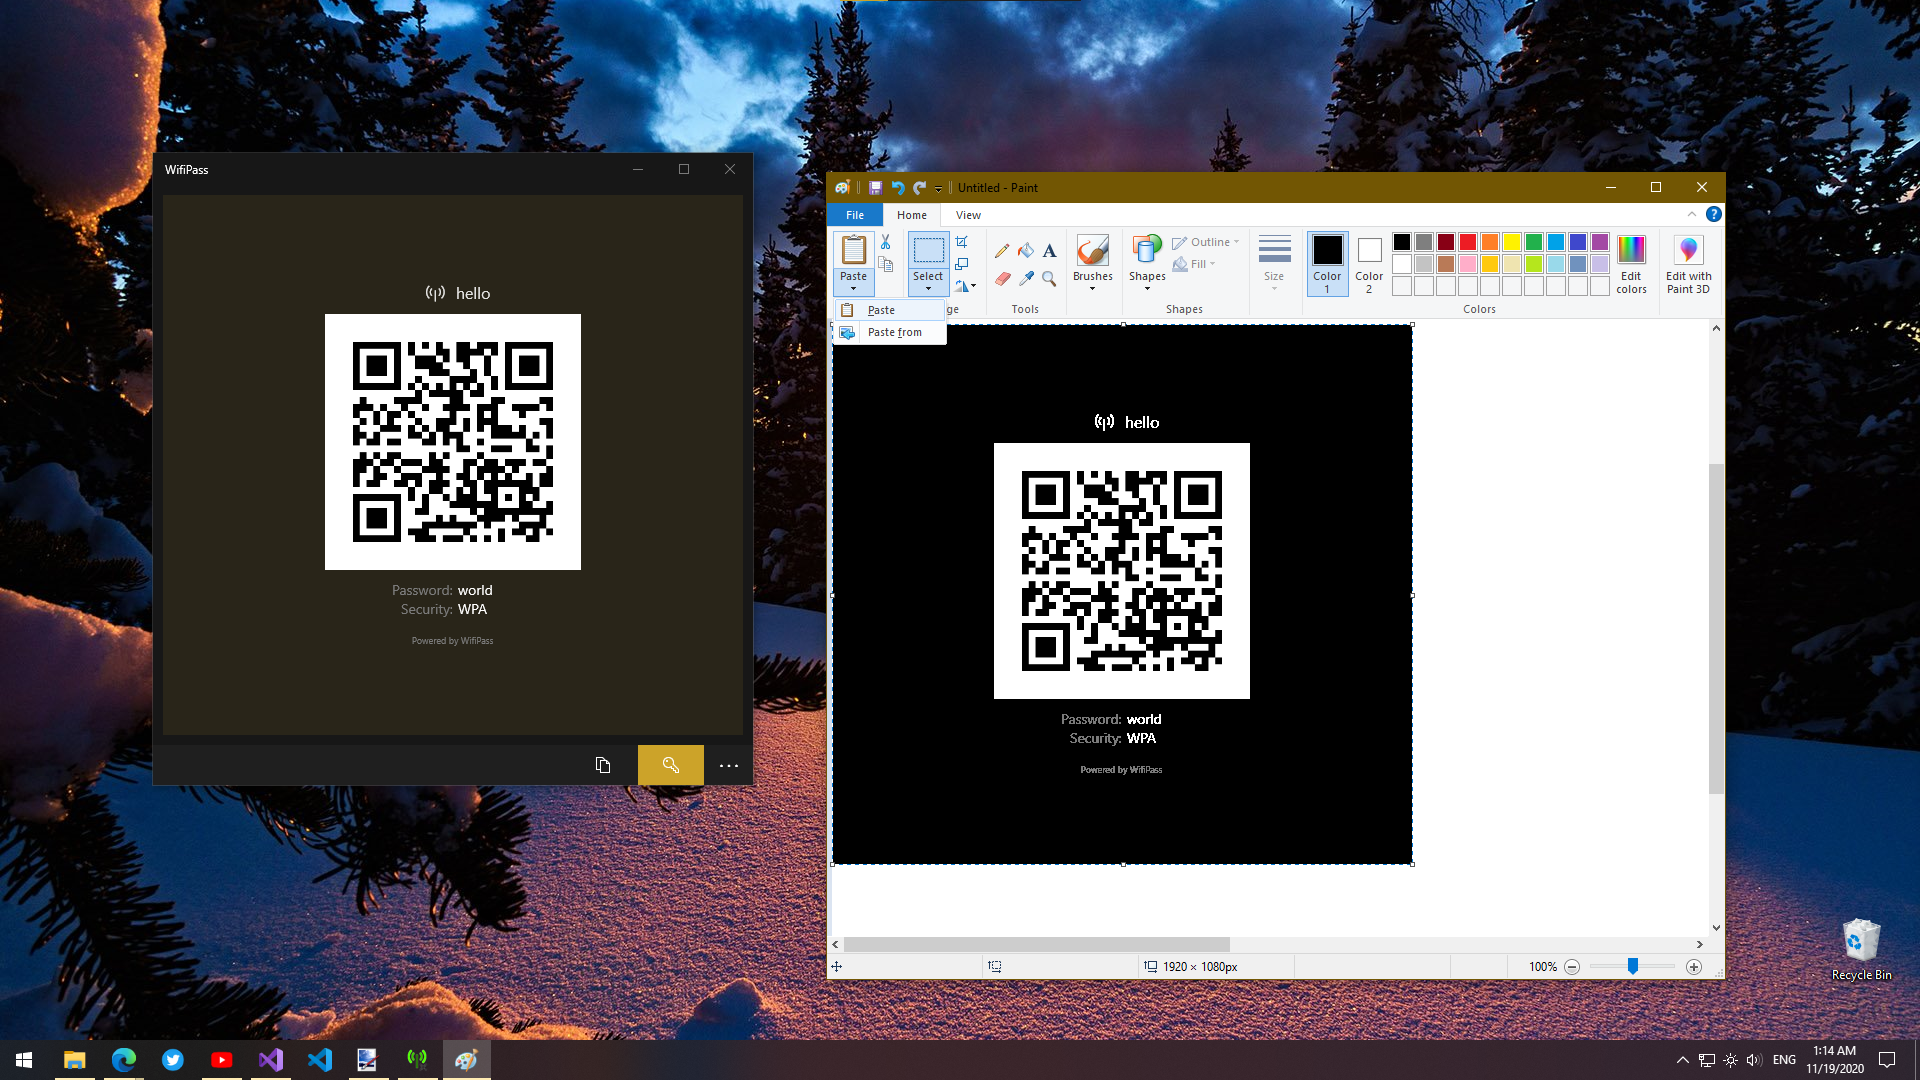 WifiPass
hello
Password: world
Security: WPA
Powered by WifiPass
Untitled - Paint
File
Home
View
Paste
Select
Brushes
Shapes
Outline
Fill
Size
Color
1
Color
2
Edit
colors
Edit with
Paint 3D
ge
Tools
Shapes
Colors
Paste
Paste from
hello
Password: world
Security: WPA
Powered by WifiPass
1920 × 1080px
100%
Recycle Bin
ENG
1:14 AM
11/19/2020